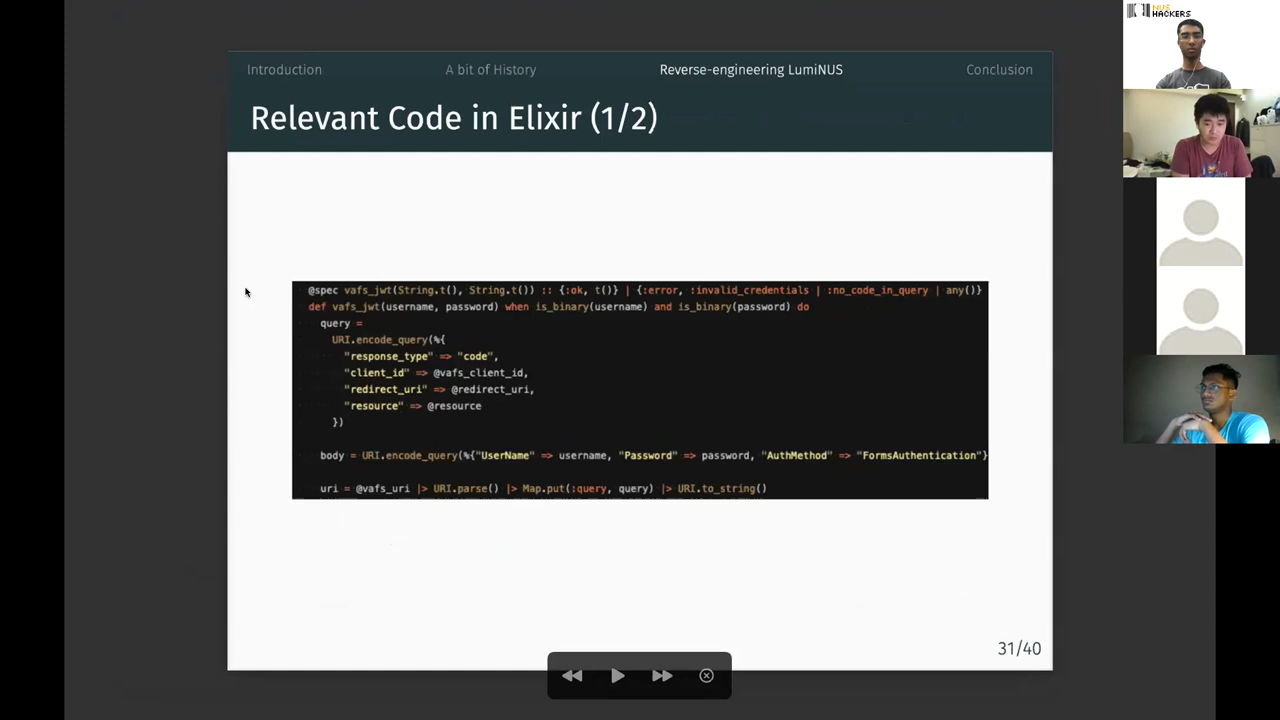 NUS
HACKERS
Introduction
A bit of History
Reverse-engineering LumiNUS
Conclusion
Relevant Code in Elixir (1/2)
@spec vafs_jwt(String.t(), String.t()) :: {:ok, t()} | {:error, :invalid_credentials | :no_code_in_query | any()}
def vafs_jwt(username, password) when is_binary(username) and is_binary(password) do
query =
URI.encode_query(%{
"response_type" => "code",
"client_id" => @vafs_client_id,
"redirect_uri" => @redirect_uri,
"resource" => @resource
})
body = URI.encode_query(%{"UserName" => username, "Password" => password, "AuthMethod" => "FormsAuthentication"}
uri = @vafs_uri |> URI.parse() |> Map.put(:query, query) |> URI.to_string()
31/40